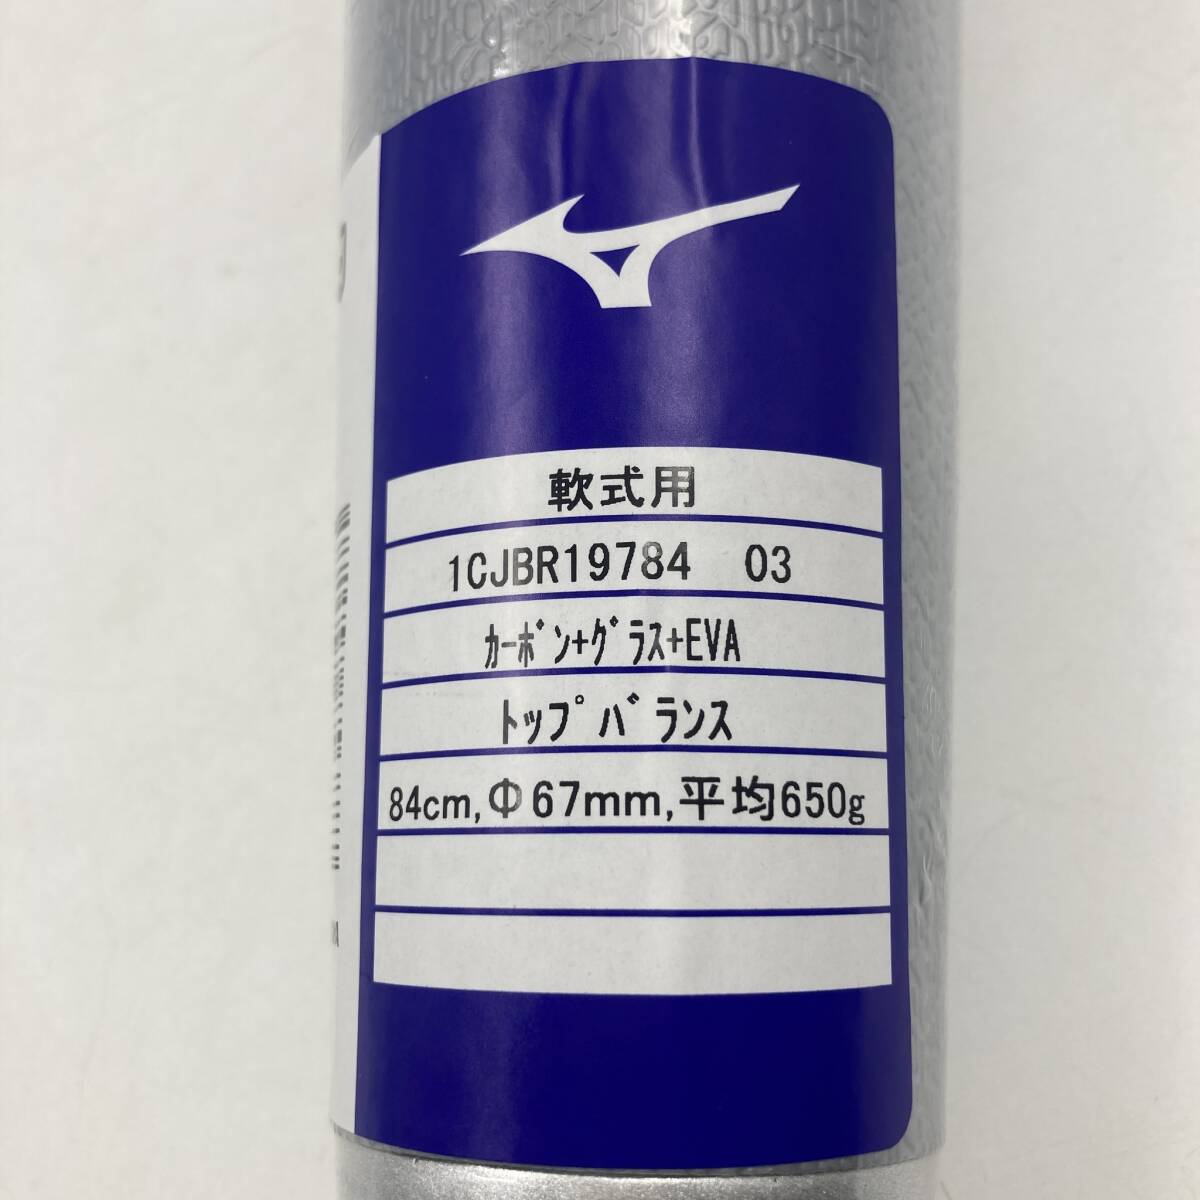 軟式用
1CJBR19784 03
ｶｰﾎﾞﾝ+ｸﾞﾗｽ+EVA
ﾄｯﾌﾟﾊﾞﾗﾝｽ
84cm,Φ67mm,平均650g